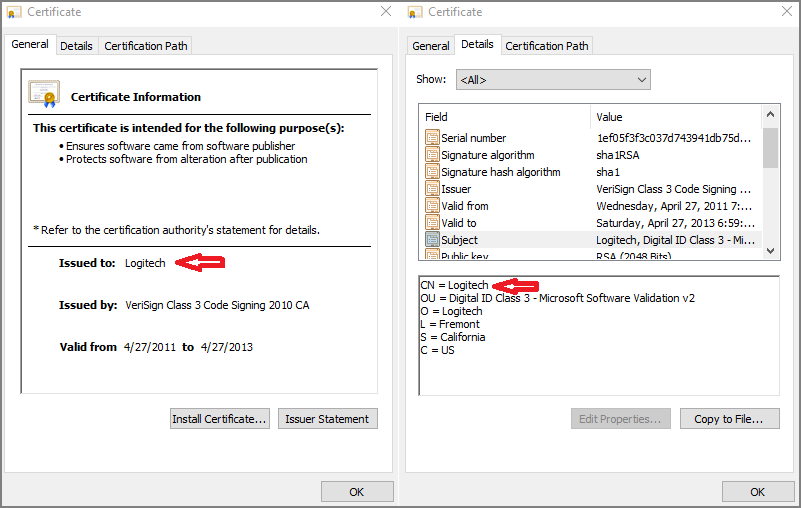 Certificate
General Details Certification Path
Certificate Information
This certificate is intended for the following purpose(s):
• Ensures software came from software publisher
• Protects software from alteration after publication
* Refer to the certification authority's statement for details.
Issued to: Logitech
Issued by: VeriSign Class 3 Code Signing 2010 CA
Valid from 4/27/2011 to 4/27/2013
Install Certificate... Issuer Statement
OK
Certificate
General Details Certification Path
Show: <All>
Field Value
Serial number 1ef05f3f3c037d743941db75d...
Signature algorithm sha1RSA
Signature hash algorithm sha1
Issuer VeriSign Class 3 Code Signing ...
Valid from Wednesday, April 27, 2011 7:...
Valid to Saturday, April 27, 2013 6:59:...
Subject Logitech, Digital ID Class 3 - Mi...
Public key RSA (2048 Bits)
CN = Logitech
OU = Digital ID Class 3 - Microsoft Software Validation v2
O = Logitech
L = Fremont
S = California
C = US
Edit Properties... Copy to File...
OK